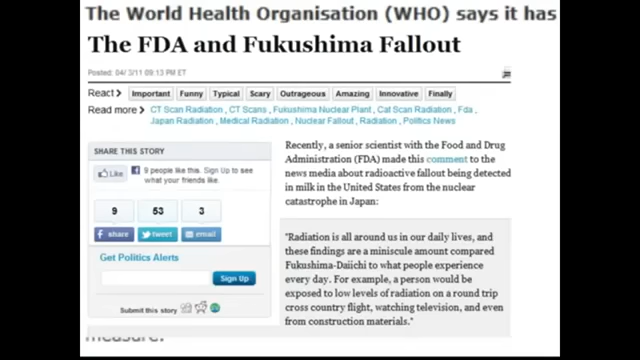 The World Health Organisation (WHO) says it has
The FDA and Fukushima Fallout
Posted: 04/3/11 09:13 PM ET
React > Important Funny Typical Scary Outrageous Amazing Innovative Finally
Read more > CT Scan Radiation , CT Scans , Fukushima Nuclear Plant , Cat Scan Radiation , Fda ,
Japan Radiation , Medical Radiation , Nuclear Fallout , Radiation , Politics News
SHARE THIS STORY
Like 9 people like this. Sign Up to see
what your friends like.
9 53 3
share tweet email
Get Politics Alerts
Sign Up
Submit this story
Recently, a senior scientist with the Food and Drug
Administration (FDA) made this comment to the
news media about radioactive fallout being detected
in milk in the United States from the nuclear
catastrophe in Japan:
"Radiation is all around us in our daily lives, and
these findings are a miniscule amount compared
Fukushima-Daiichi to what people experience
every day. For example, a person would be
exposed to low levels of radiation on a round trip
cross country flight, watching television, and even
from construction materials."
measure.